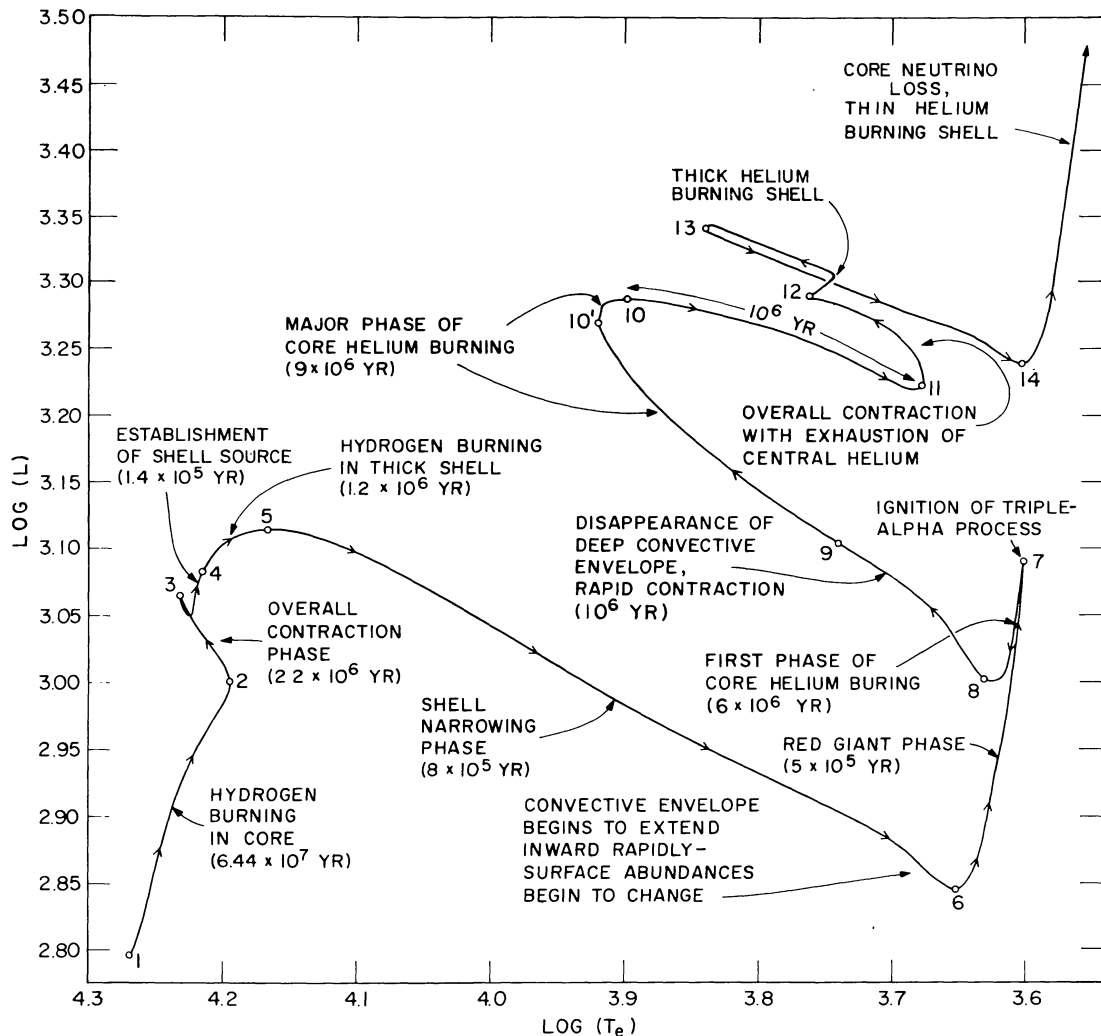 3.50
3.45
3.40
3.35
3.30
3.25
3.20
3.15
3.10
3.05
3.00
2.95
2.90
2.85
2.80
LOG (L)
4.3
4.2
4.1
4.0
3.9
3.8
3.7
3.6
LOG (Te)
CORE NEUTRINO
LOSS,
THIN HELIUM
BURNING SHELL
THICK HELIUM
BURNING SHELL
13
12
10
10'
10⁶ YR
11
14
MAJOR PHASE OF
CORE HELIUM BURNING
(9 x 10⁶ YR)
OVERALL CONTRACTION
WITH EXHAUSTION OF
CENTRAL HELIUM
ESTABLISHMENT
OF SHELL SOURCE
(1.4 x 10⁵ YR)
HYDROGEN BURNING
IN THICK SHELL
(1.2 x 10⁶ YR)
5
4
3
IGNITION OF TRIPLE-
ALPHA PROCESS
7
9
DISAPPEARANCE OF
DEEP CONVECTIVE
ENVELOPE,
RAPID CONTRACTION
(10⁶ YR)
OVERALL
CONTRACTION
PHASE
(2.2 x 10⁶ YR)
2
FIRST PHASE OF
CORE HELIUM BURING
(6 x 10⁶ YR)
8
SHELL
NARROWING
PHASE
(8 x 10⁵ YR)
RED GIANT PHASE
(5 x 10⁵ YR)
HYDROGEN
BURNING
IN CORE
(6.44 x 10⁷ YR)
CONVECTIVE ENVELOPE
BEGINS TO EXTEND
INWARD RAPIDLY–
SURFACE ABUNDANCES
BEGIN TO CHANGE
6
1